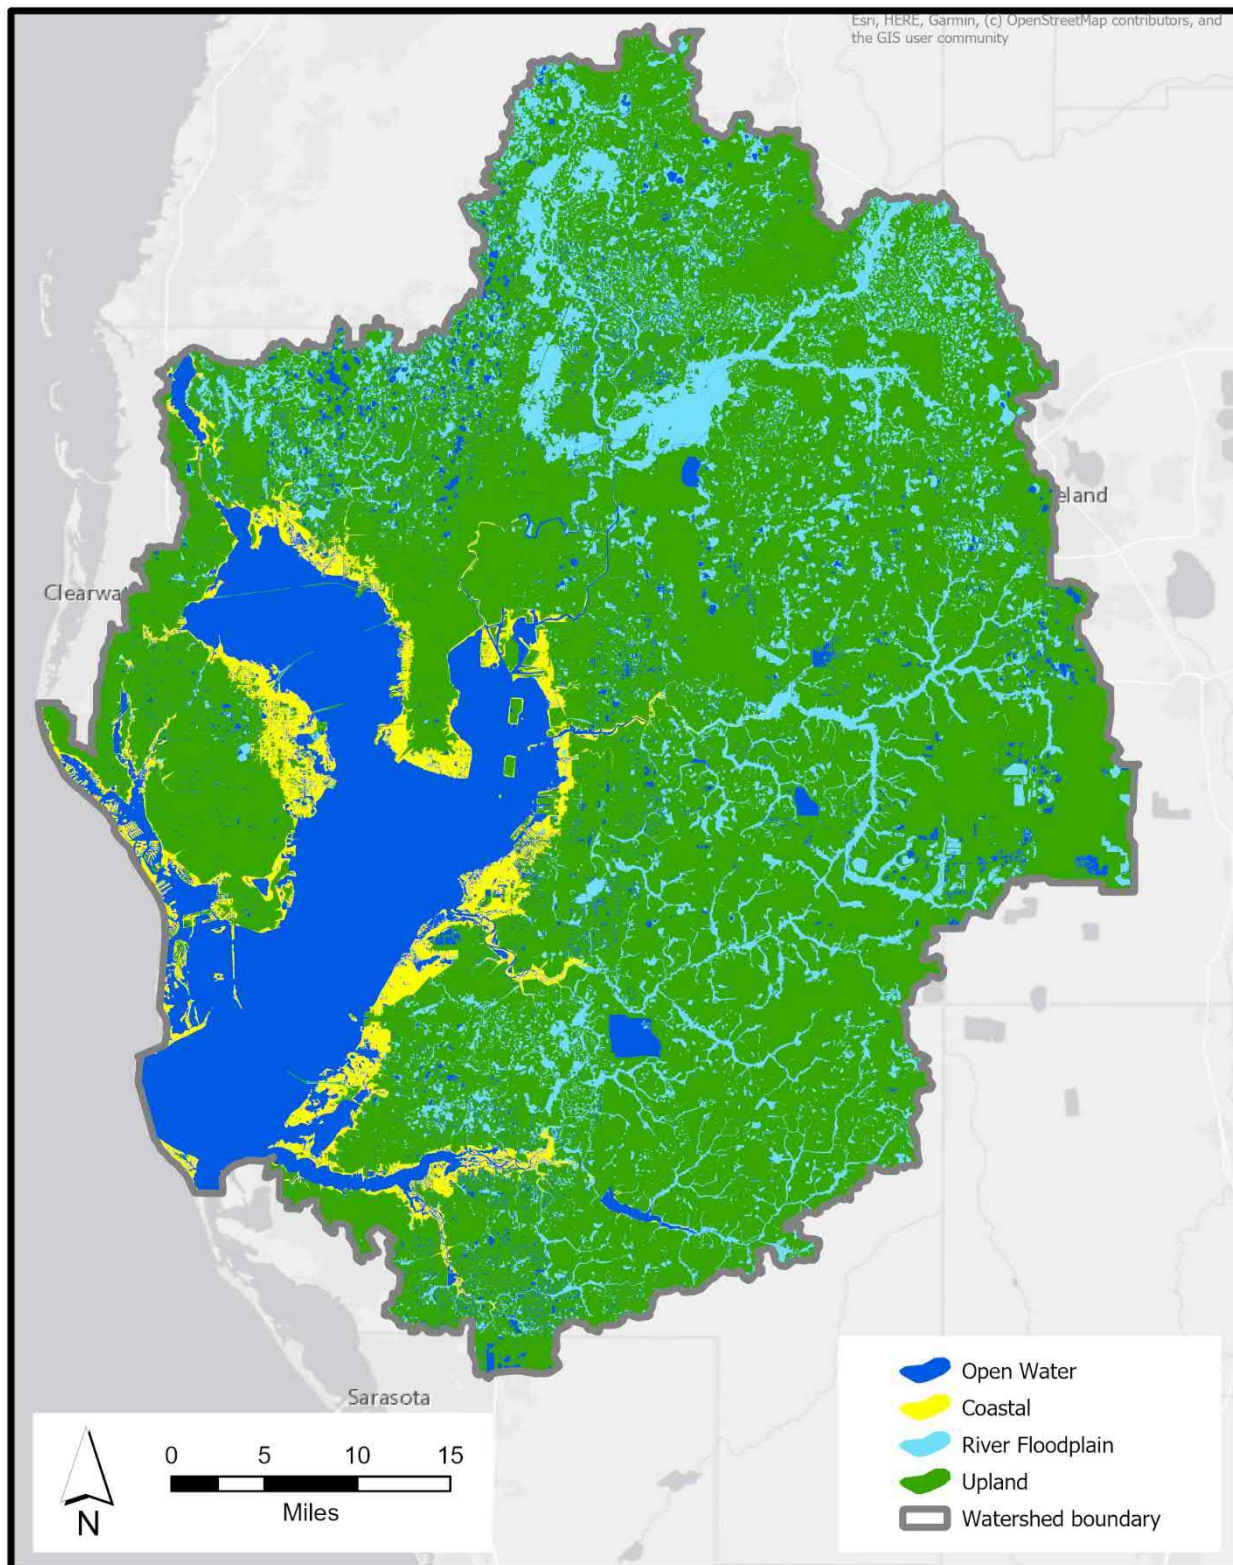 Esri, HERE, Garmin, (c) OpenStreetMap contributors, and
the GIS user community
eland
Clearwa
Sarasota
Open Water
Coastal
River Floodplain
Upland
Watershed boundary
0 5 10 15
Miles
N